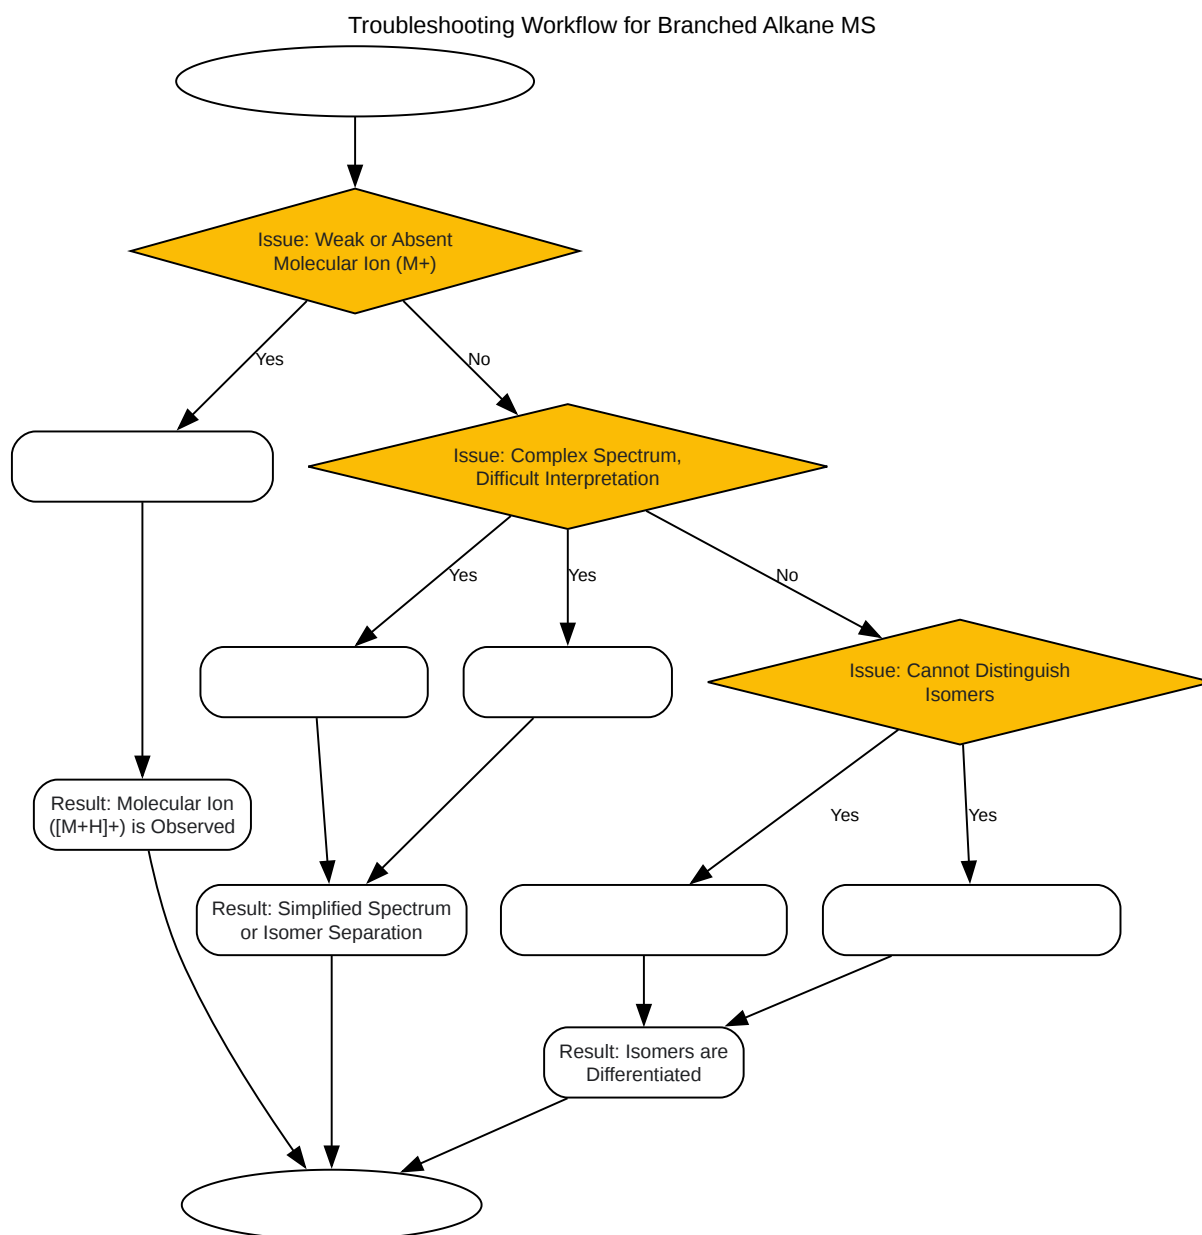 Troubleshooting Workflow for Branched Alkane MS
Issue: Weak or Absent
Molecular Ion (M+)
Yes
No
Issue: Complex Spectrum,
Difficult Interpretation
Yes
Yes
No
Issue: Cannot Distinguish
Isomers
Result: Molecular Ion
([M+H]+) is Observed
Yes
Yes
Result: Simplified Spectrum
or Isomer Separation
Result: Isomers are
Differentiated